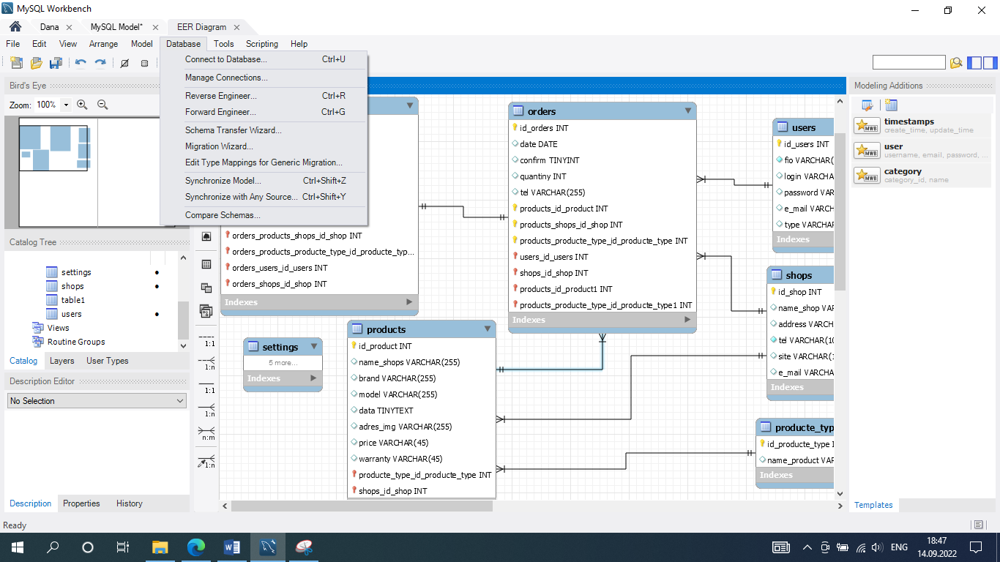 MySQL Workbench
Dana
MySQL Model*
EER Diagram
File Edit View Arrange Model Database Tools Scripting Help
Connect to Database... Ctrl+U
Manage Connections...
Reverse Engineer... Ctrl+R
Forward Engineer... Ctrl+G
Schema Transfer Wizard...
Migration Wizard...
Edit Type Mappings for Generic Migration...
Synchronize Model... Ctrl+Shift+Z
Synchronize with Any Source... Ctrl+Shift+Y
Compare Schemas...
Bird's Eye
Zoom: 100%
Catalog Tree
settings
shops
table1
users
Views
Routine Groups
Catalog Layers User Types
Description Editor
No Selection
Description Properties History
1:1
1:n
1:1
1:n
n:m
1:n
orders_products_shops_id_shop INT
orders_products_producte_type_id_producte_typ...
orders_users_id_users INT
orders_shops_id_shop INT
Indexes
settings
5 more...
Indexes
products
id_product INT
name_shops VARCHAR(255)
brand VARCHAR(255)
model VARCHAR(255)
data TINYTEXT
adres_img VARCHAR(255)
price VARCHAR(45)
warranty VARCHAR(45)
producte_type_id_producte_type INT
shops_id_shop INT
orders
id_orders INT
date DATE
confirm TINYINT
quantiny INT
tel VARCHAR(255)
products_id_product INT
products_shops_id_shop INT
products_producte_type_id_producte_type INT
users_id_users INT
shops_id_shop INT
products_id_product1 INT
products_producte_type_id_producte_type1 INT
Indexes
users
id_users INT
fio VARCHAR(
login VARCHA
password VAR
e_mail VARCHA
type VARCHAR
Indexes
shops
id_shop INT
name_shop VAR
address VARCH
tel VARCHAR(10
site VARCHAR(1
e_mail VARCHA
Indexes
producte_typ
id_producte_type I
name_product VAR
Indexes
Modeling Additions
timestamps
create_time, update_time
user
username, email, password, ...
category
category_id, name
Templates
Ready
ENG
18:47
14.09.2022